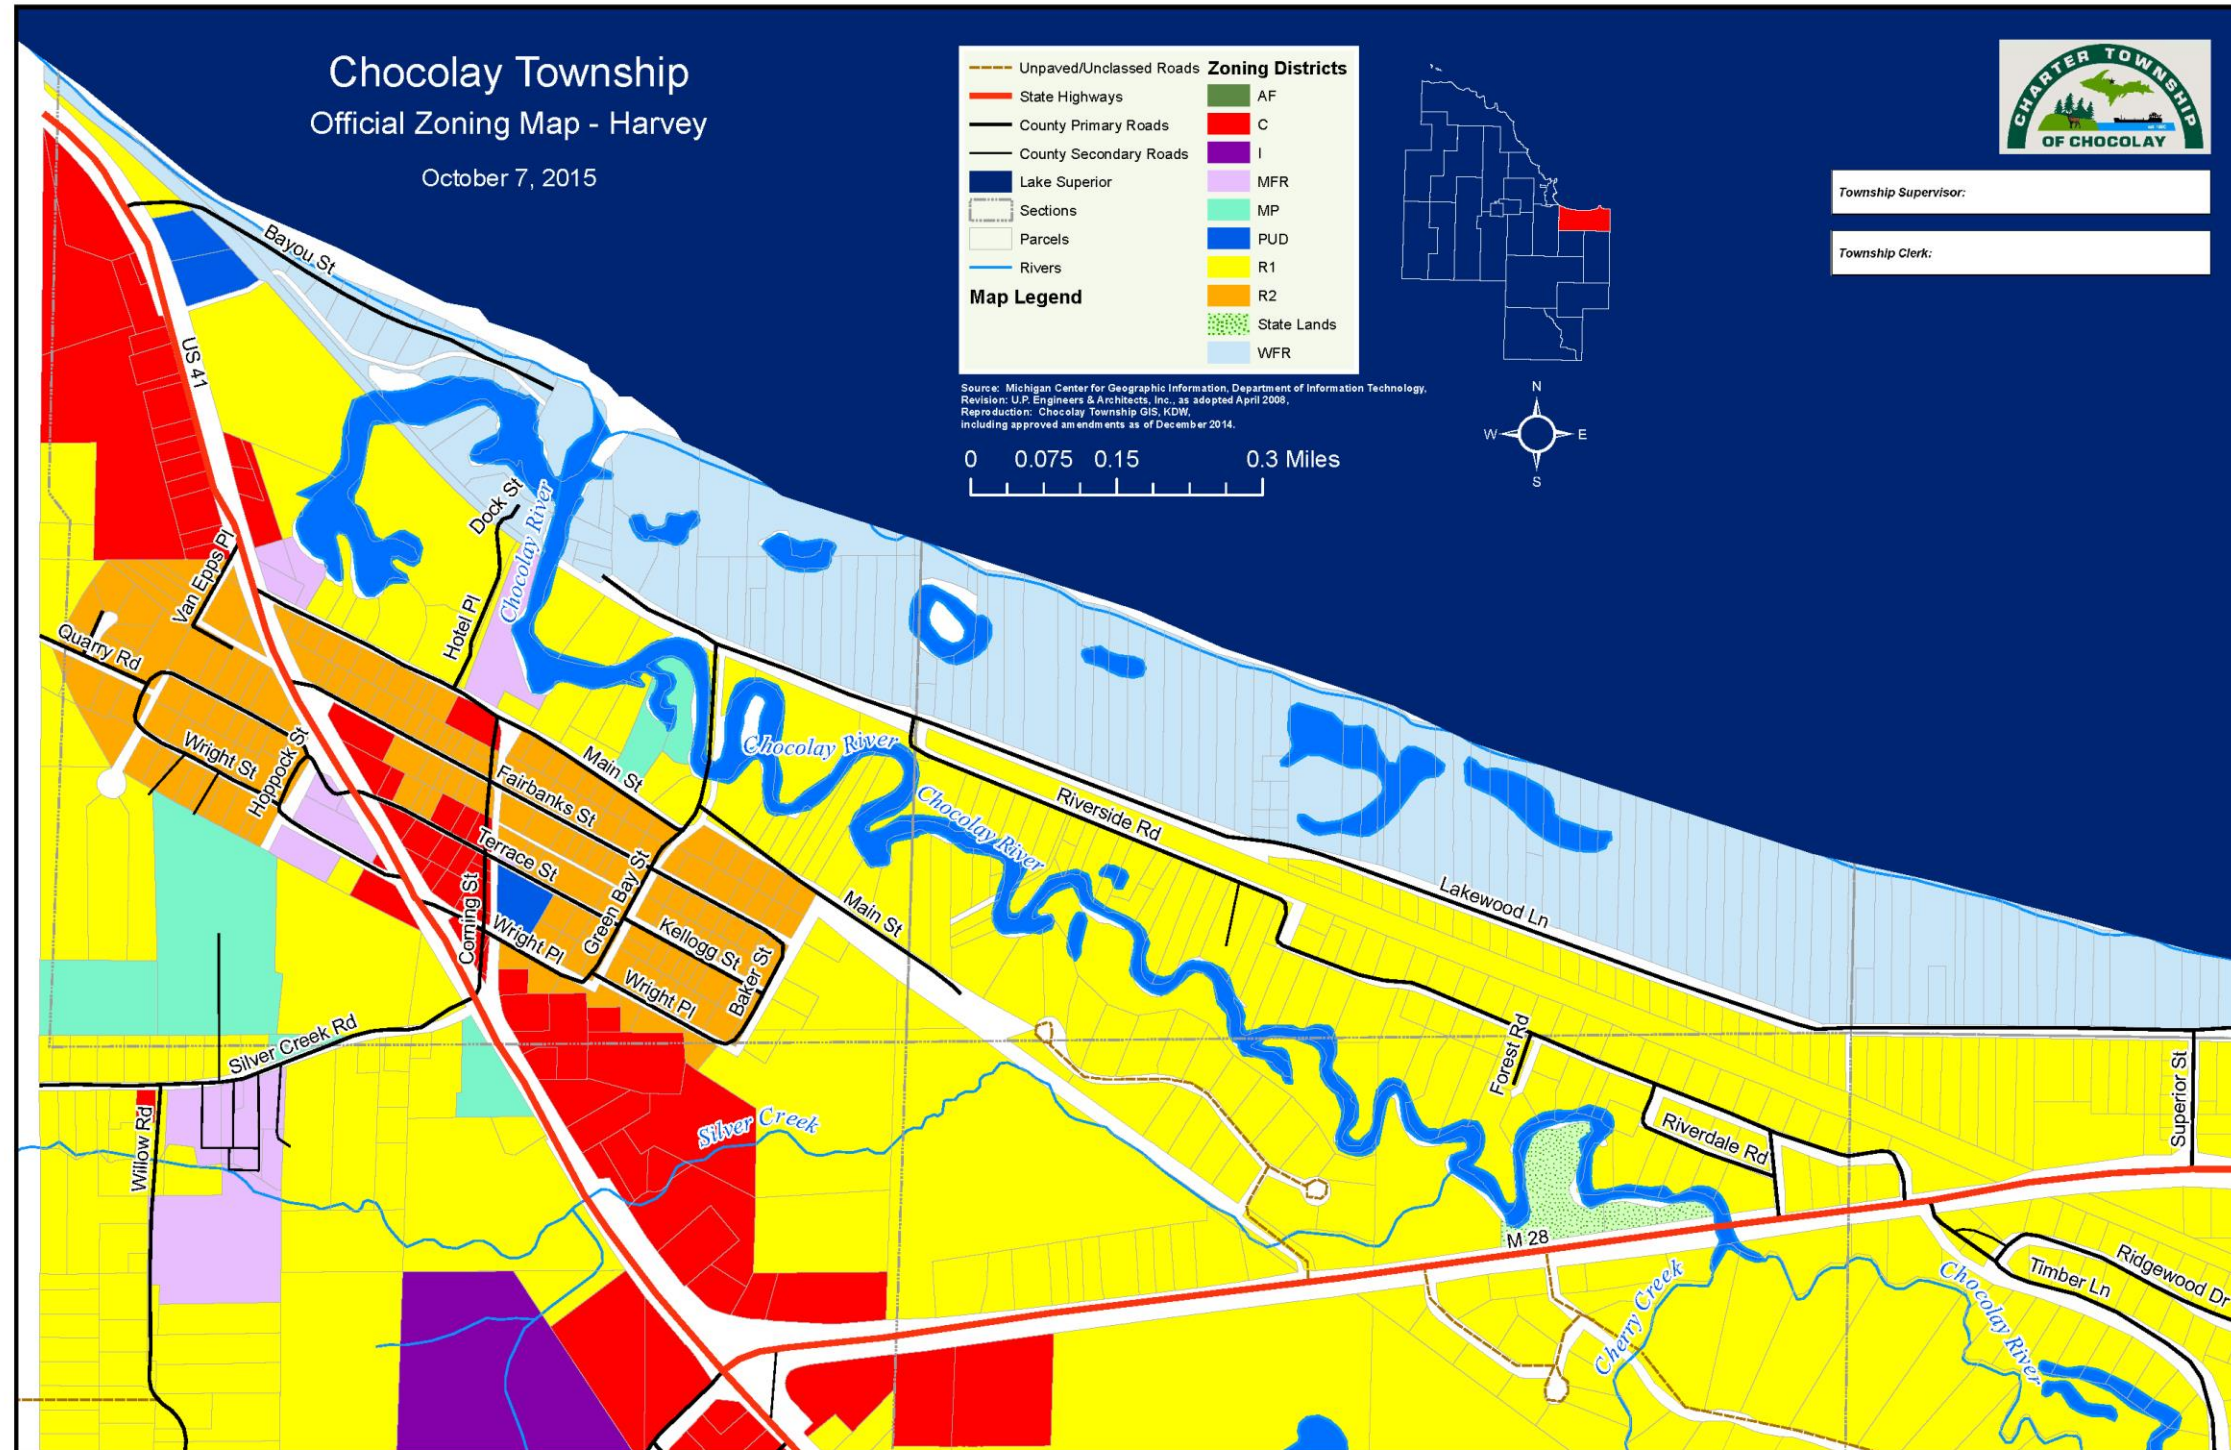 Chocolay Township
Official Zoning Map - Harvey
October 7, 2015
Unpaved/Unclassed Roads
State Highways
County Primary Roads
County Secondary Roads
Lake Superior
Sections
Parcels
Rivers
Map Legend
Zoning Districts
AF
C
I
MFR
MP
PUD
R1
R2
State Lands
WFR
Source: Michigan Center for Geographic Information, Department of Information Technology,
Revision: U.P. Engineers & Architects, Inc., as adopted April 2008,
Reproduction: Chocolay Township GIS, KDW,
including approved amendments as of December 2014.
0 0.075 0.15 0.3 Miles
N
W E
S
CHARTER TOWNSHIP
OF CHOCOLAY
Township Supervisor:
Township Clerk:
Bayou St
US 41
Dock St
Chocolay River
Van Epps Pl
Hotel Pl
Quarry Rd
Wright St
Hoppock St
Main St
Fairbanks St
Terrace St
Corning St
Wright Pl
Green Bay St
Kellogg St
Wright Pl
Baker St
Main St
Chocolay River
Chocolay River
Riverside Rd
Lakewood Ln
Silver Creek Rd
Willow Rd
Silver Creek
Forest Rd
Riverdale Rd
Superior St
M 28
Cherry Creek
Chocolay River
Timber Ln
Ridgewood Dr